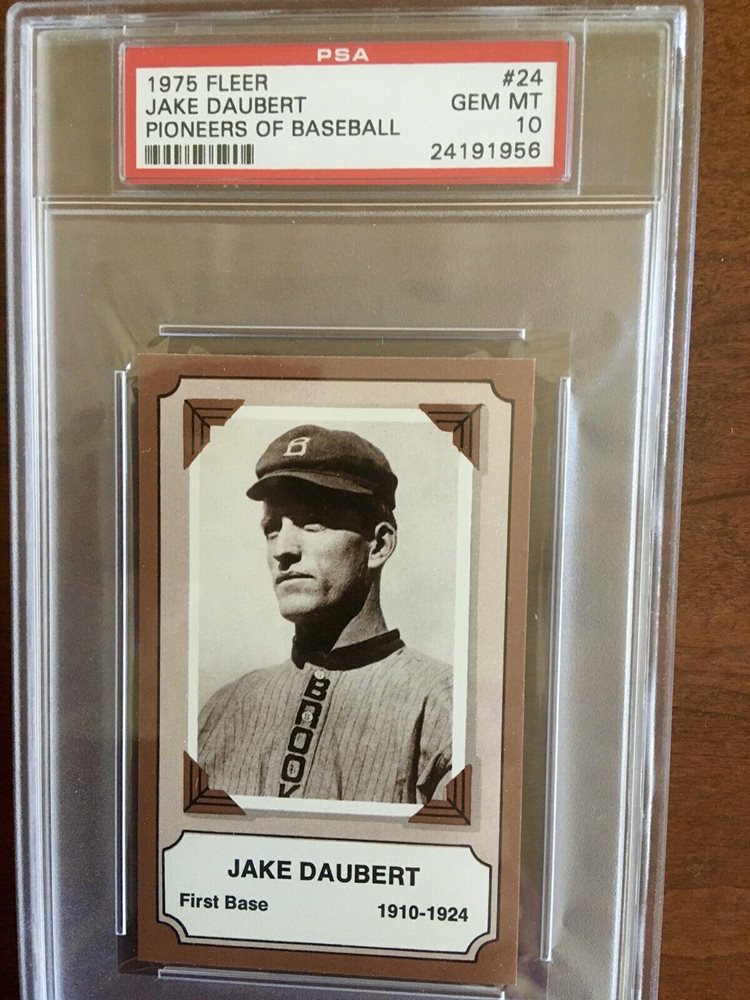 PSA
1975 FLEER #24
JAKE DAUBERT GEM MT
PIONEERS OF BASEBALL 10
24191956
B
BROOK
JAKE DAUBERT
First Base 1910-1924